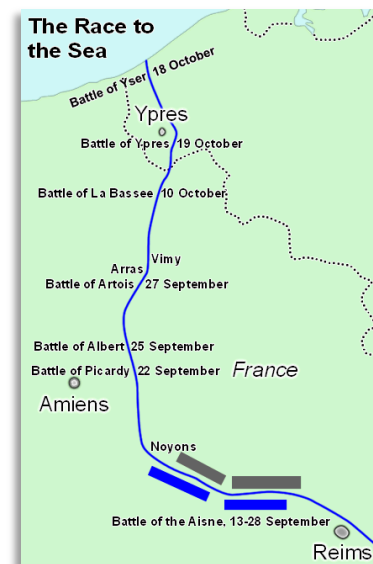 The Race to
the Sea
Battle of Yser 18 October
Ypres
Battle of Ypres 19 October
Battle of La Bassee 10 October
Vimy
Arras
Battle of Artois 27 September
Battle of Albert 25 September
Battle of Picardy 22 September
France
Amiens
Noyons
Battle of the Aisne, 13-28 September
Reims